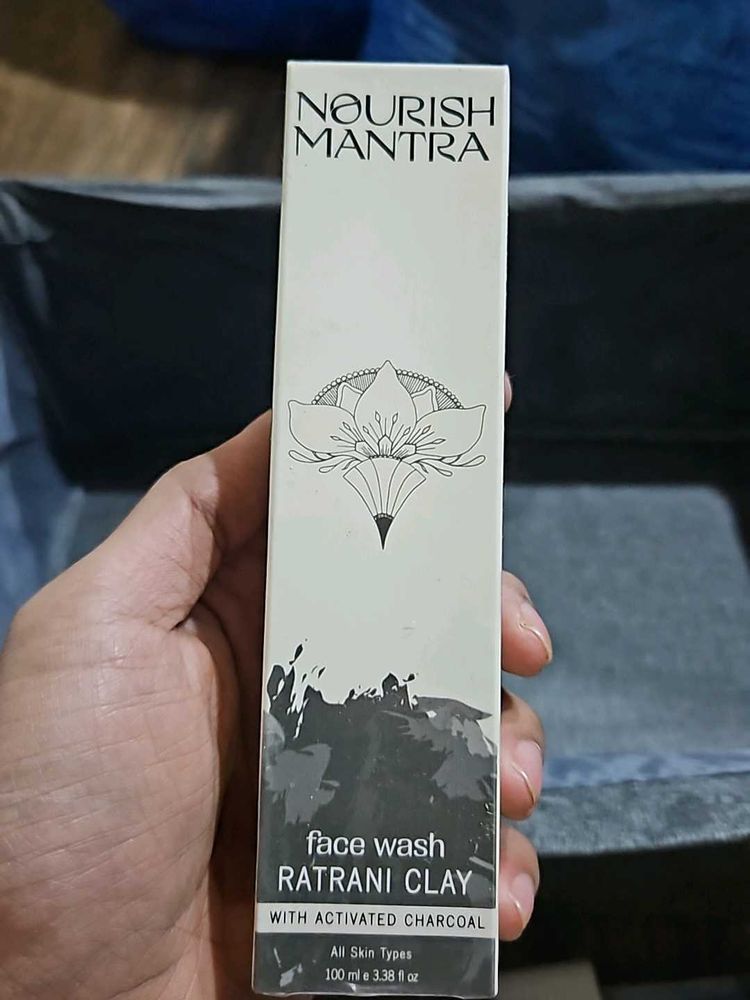 NOURISH
MANTRA
face wash
RATRANI CLAY
WITH ACTIVATED CHARCOAL
All Skin Types
100 ml e 3.38 fl oz